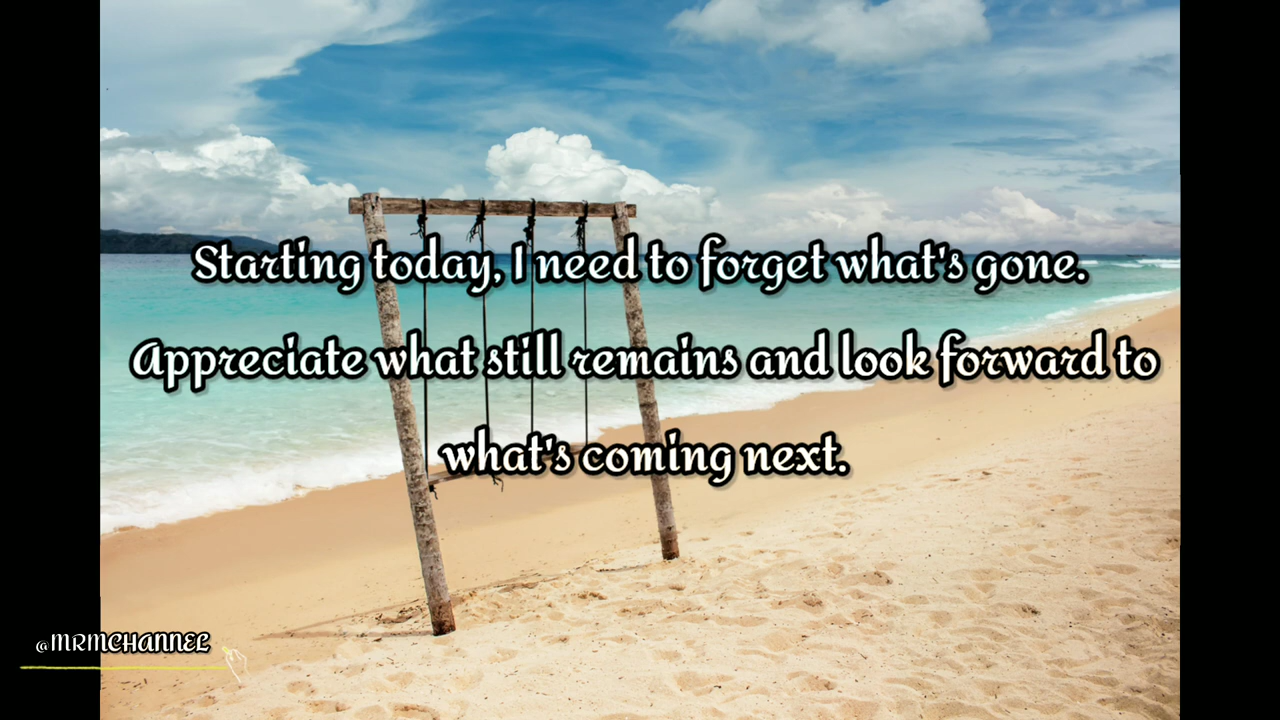 Starting today, I need to forget what's gone.
Appreciate what still remains and look forward to
what's coming next.
@MRMCHANNEL